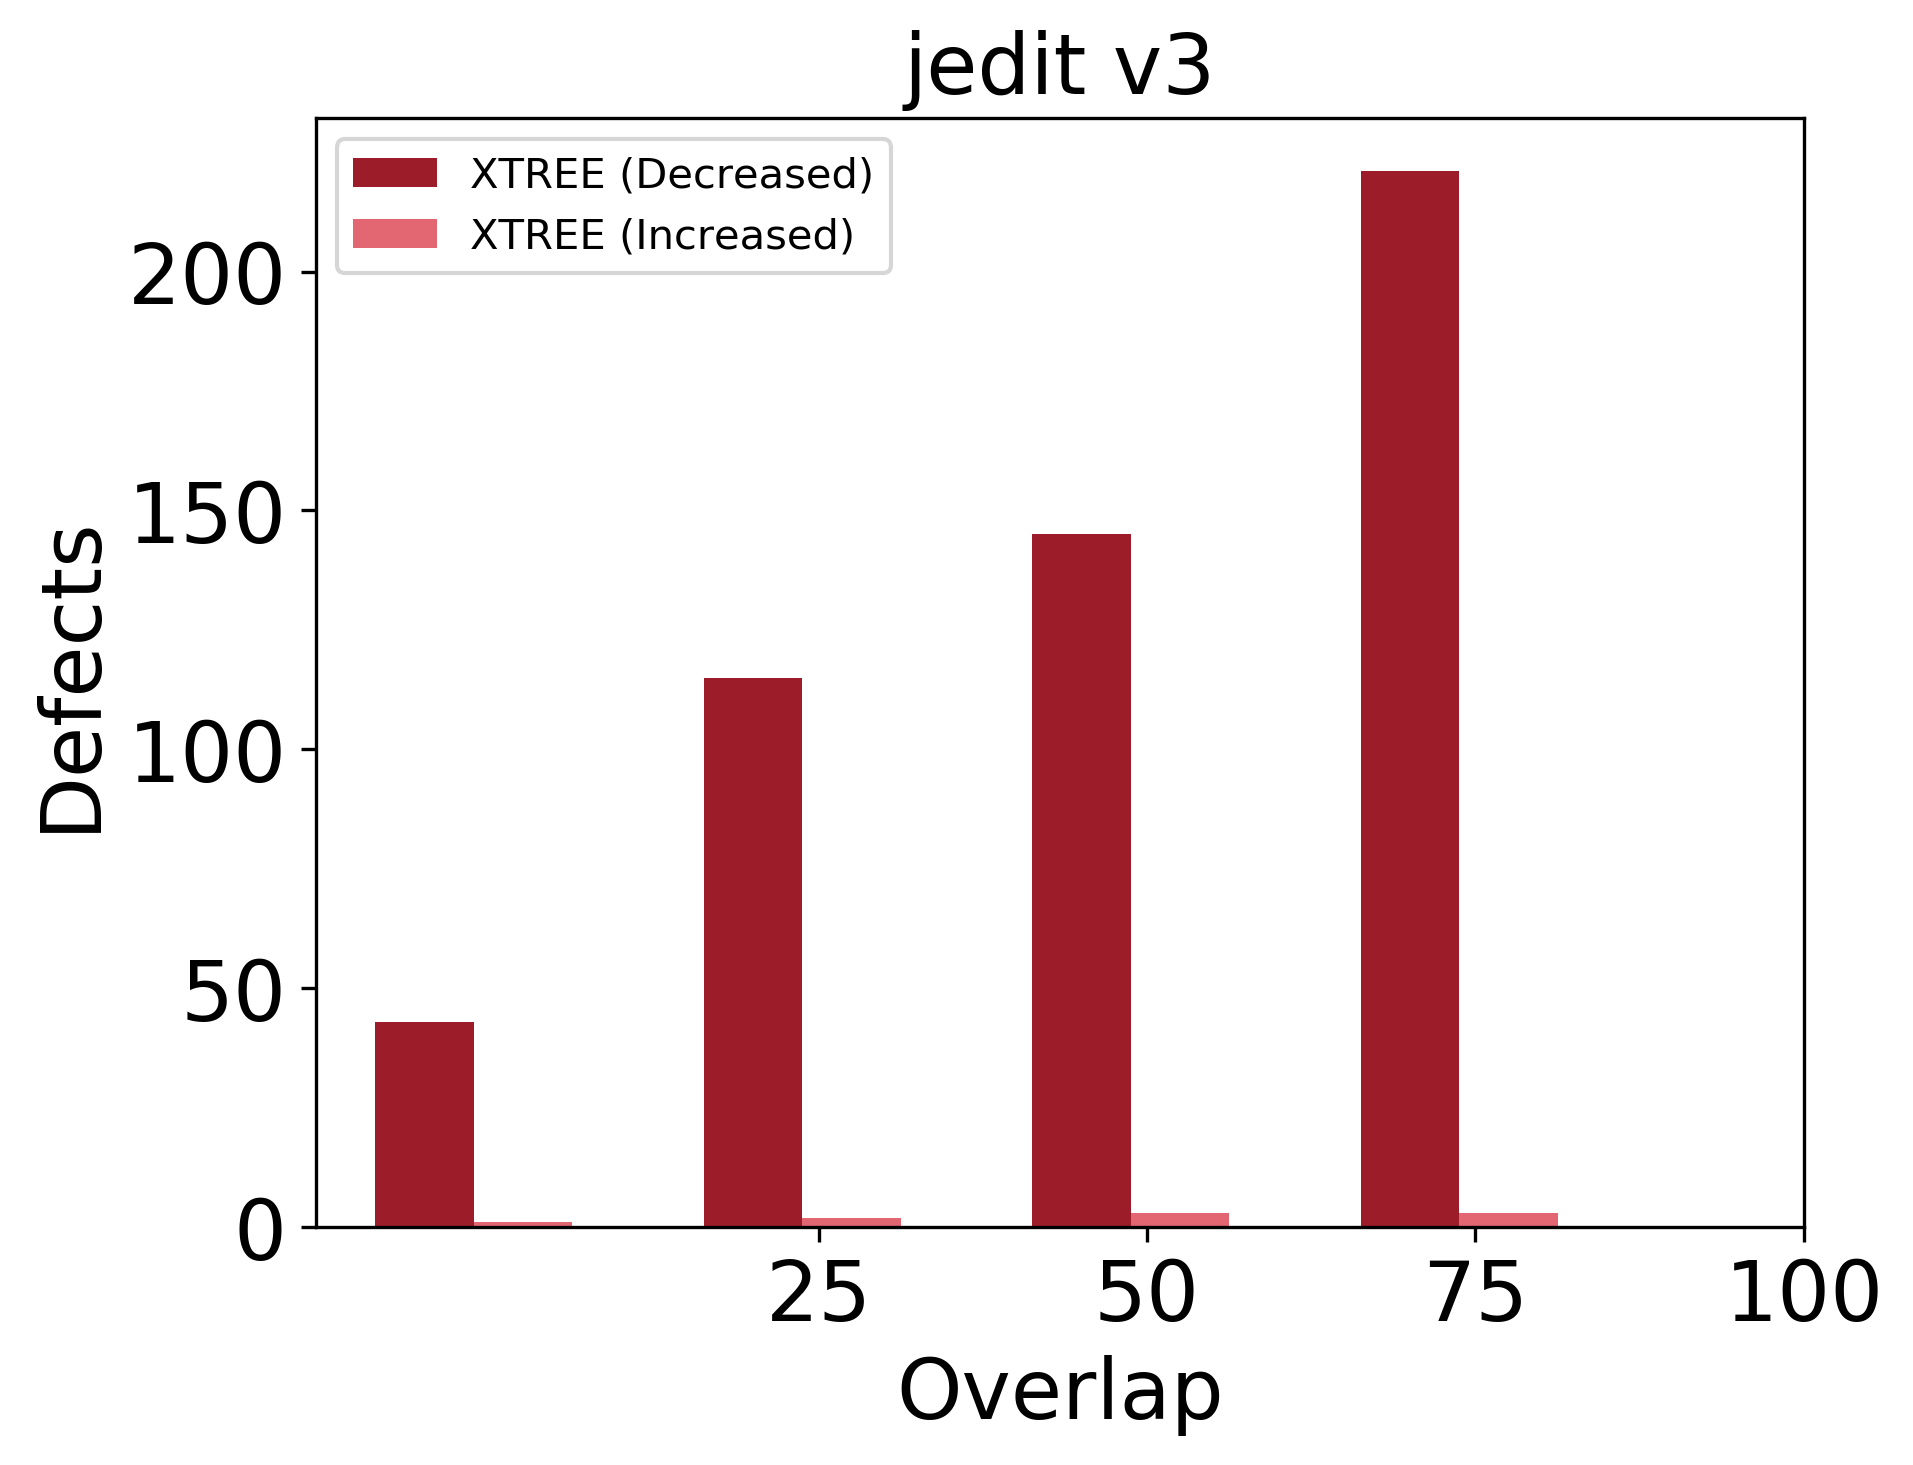 jedit v3
XTREE (Decreased)
XTREE (Increased)
200
150
100
50
0
Defects
25 50 75 100
Overlap